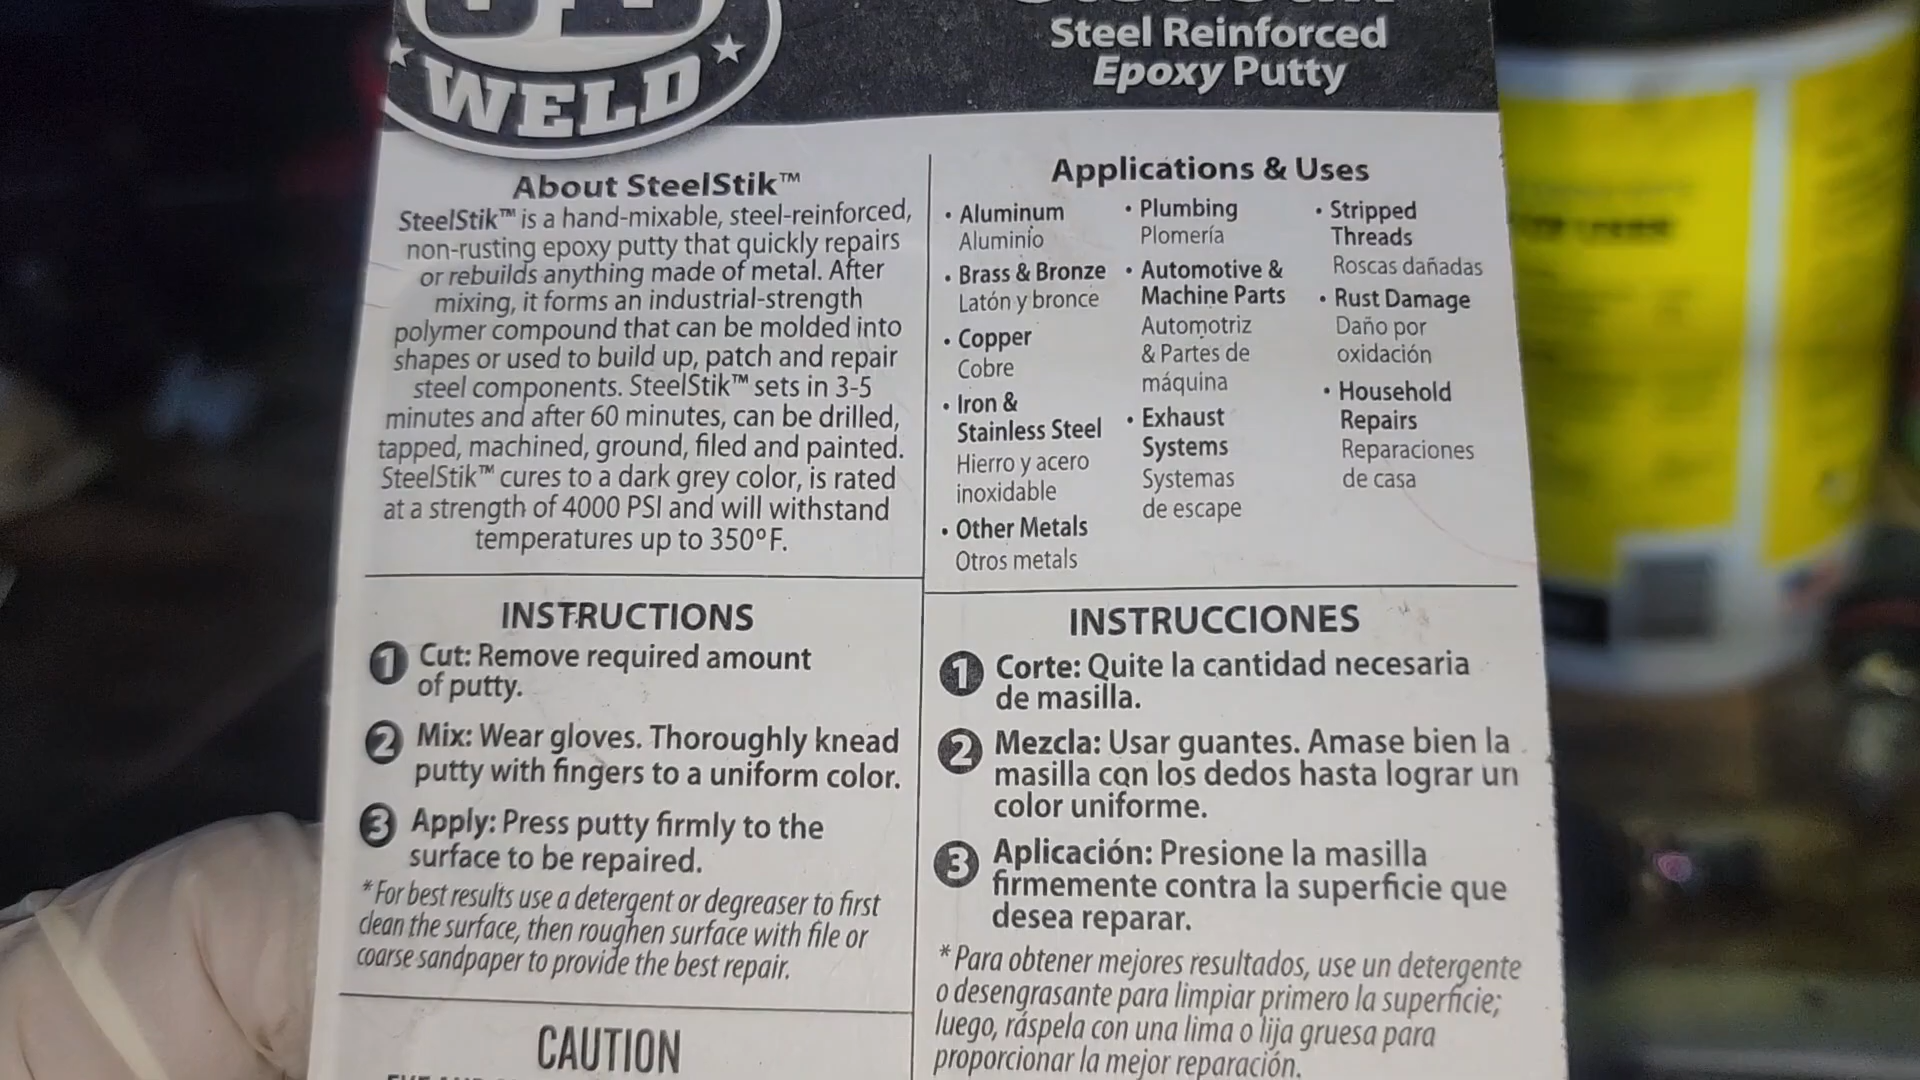 WELD
Steel Reinforced
Epoxy Putty
About SteelStik™
SteelStik™ is a hand-mixable, steel-reinforced,
non-rusting epoxy putty that quickly repairs
or rebuilds anything made of metal. After
mixing, it forms an industrial-strength
polymer compound that can be molded into
shapes or used to build up, patch and repair
steel components. SteelStik™ sets in 3-5
minutes and after 60 minutes, can be drilled,
tapped, machined, ground, filed and painted.
SteelStik™ cures to a dark grey color, is rated
at a strength of 4000 PSI and will withstand
temperatures up to 350°F.
Applications & Uses
• Aluminum
Aluminio
• Brass & Bronze
Latón y bronce
• Copper
Cobre
• Iron &
Stainless Steel
Hierro y acero
inoxidable
• Other Metals
Otros metals
• Plumbing
Plomería
• Automotive &
Machine Parts
Automotriz
& Partes de
máquina
• Exhaust
Systems
Systemas
de escape
• Stripped
Threads
Roscas dañadas
• Rust Damage
Daño por
oxidación
• Household
Repairs
Reparaciones
de casa
INSTRUCTIONS
1 Cut: Remove required amount
of putty.
2 Mix: Wear gloves. Thoroughly knead
putty with fingers to a uniform color.
3 Apply: Press putty firmly to the
surface to be repaired.
* For best results use a detergent or degreaser to first
clean the surface, then roughen surface with file or
coarse sandpaper to provide the best repair.
CAUTION
INSTRUCCIONES
1 Corte: Quite la cantidad necesaria
de masilla.
2 Mezcla: Usar guantes. Amase bien la
masilla con los dedos hasta lograr un
color uniforme.
3 Aplicación: Presione la masilla
firmemente contra la superficie que
desea reparar.
* Para obtener mejores resultados, use un detergente
o desengrasante para limpiar primero la superficie;
luego, ráspela con una lima o lija gruesa para
proporcionar la mejor reparación.